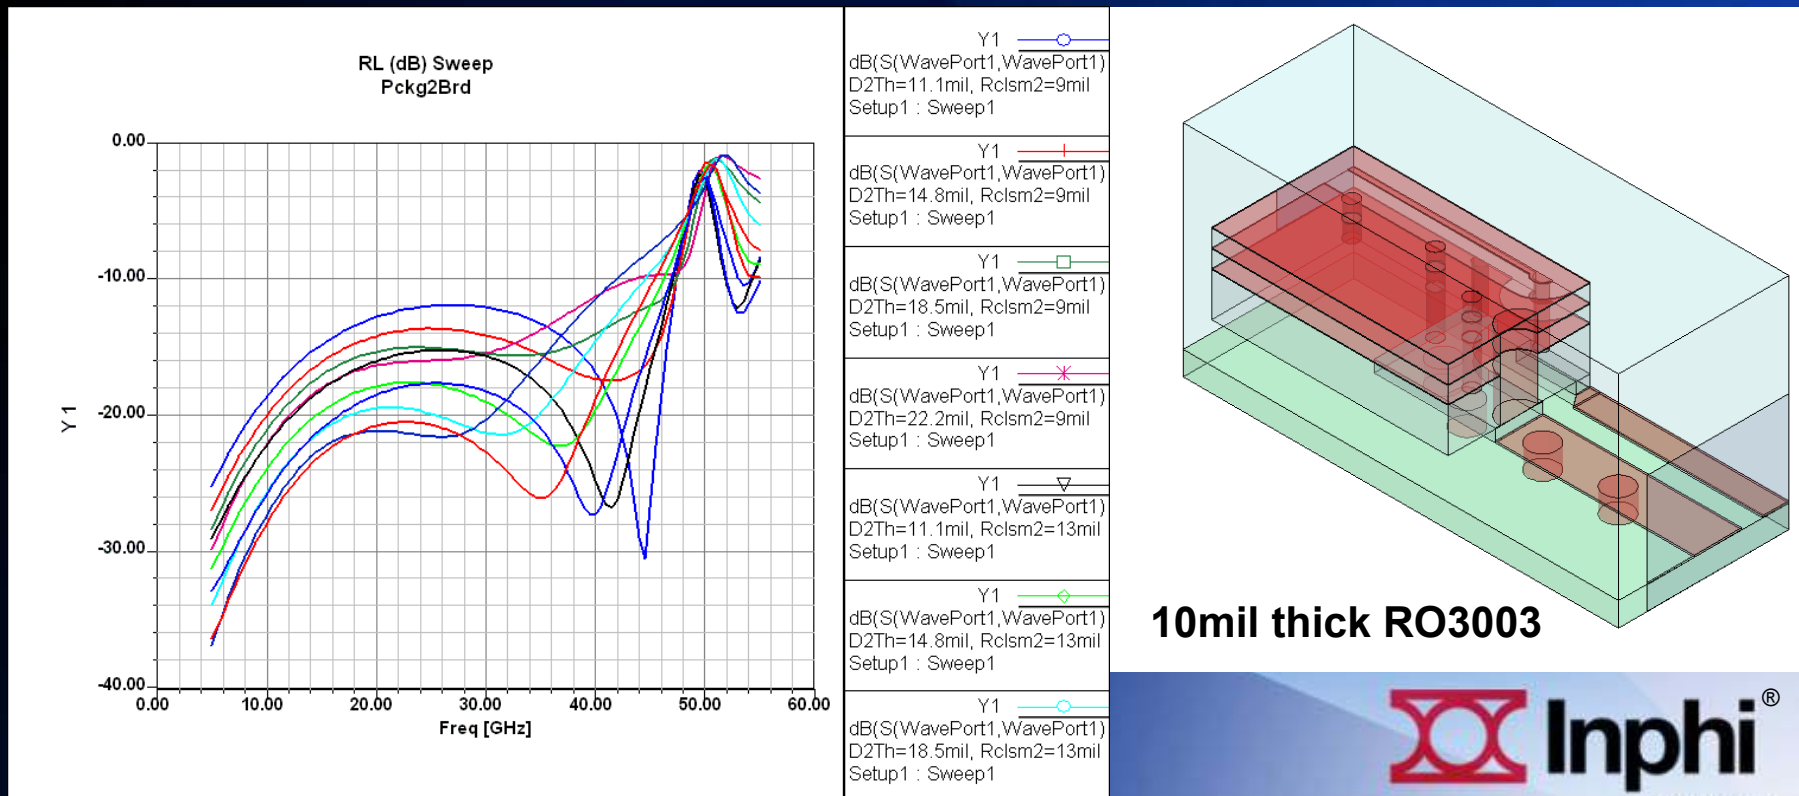 RL (dB) Sweep
Pckg2Brd
Y 1
0.00
-10.00
-20.00
-30.00
-40.00
0.00
10.00
20.00
30.00
40.00
50.00
60.00
Freq [GHz]
Y1
dB(S(WavePort1,WavePort1)
D2Th=11.1mil, Rclsm2=9mil
Setup1 : Sweep1
Y1
dB(S(WavePort1,WavePort1)
D2Th=14.8mil, Rclsm2=9mil
Setup1 : Sweep1
Y1
dB(S(WavePort1,WavePort1)
D2Th=18.5mil, Rclsm2=9mil
Setup1 : Sweep1
Y1
dB(S(WavePort1,WavePort1)
D2Th=22.2mil, Rclsm2=9mil
Setup1 : Sweep1
Y1
dB(S(WavePort1,WavePort1)
D2Th=11.1mil, Rclsm2=13mil
Setup1 : Sweep1
Y1
dB(S(WavePort1,WavePort1)
D2Th=14.8mil, Rclsm2=13mil
Setup1 : Sweep1
Y1
dB(S(WavePort1,WavePort1)
D2Th=18.5mil, Rclsm2=13mil
Setup1 : Sweep1
10mil thick RO3003
Inphi®